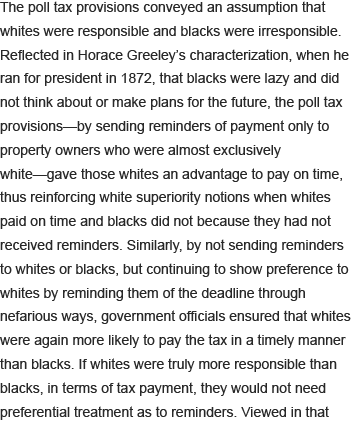 The poll tax provisions conveyed an assumption that
whites were responsible and blacks were irresponsible.
Reflected in Horace Greeley’s characterization, when he
ran for president in 1872, that blacks were lazy and did
not think about or make plans for the future, the poll tax
provisions—by sending reminders of payment only to
property owners who were almost exclusively
white—gave those whites an advantage to pay on time,
thus reinforcing white superiority notions when whites
paid on time and blacks did not because they had not
received reminders. Similarly, by not sending reminders
to whites or blacks, but continuing to show preference to
whites by reminding them of the deadline through
nefarious ways, government officials ensured that whites
were again more likely to pay the tax in a timely manner
than blacks. If whites were truly more responsible than
blacks, in terms of tax payment, they would not need
preferential treatment as to reminders. Viewed in that